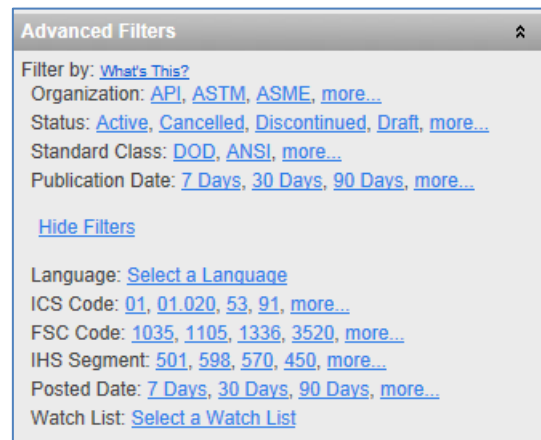 Advanced Filters
Filter by: What's This?
Organization: API, ASTM, ASME, more...
Status: Active, Cancelled, Discontinued, Draft, more...
Standard Class: DOD, ANSI, more...
Publication Date: 7 Days, 30 Days, 90 Days, more...
Hide Filters
Language: Select a Language
ICS Code: 01, 01.020, 53, 91, more...
FSC Code: 1035, 1105, 1336, 3520, more...
IHS Segment: 501, 598, 570, 450, more...
Posted Date: 7 Days, 30 Days, 90 Days, more...
Watch List: Select a Watch List